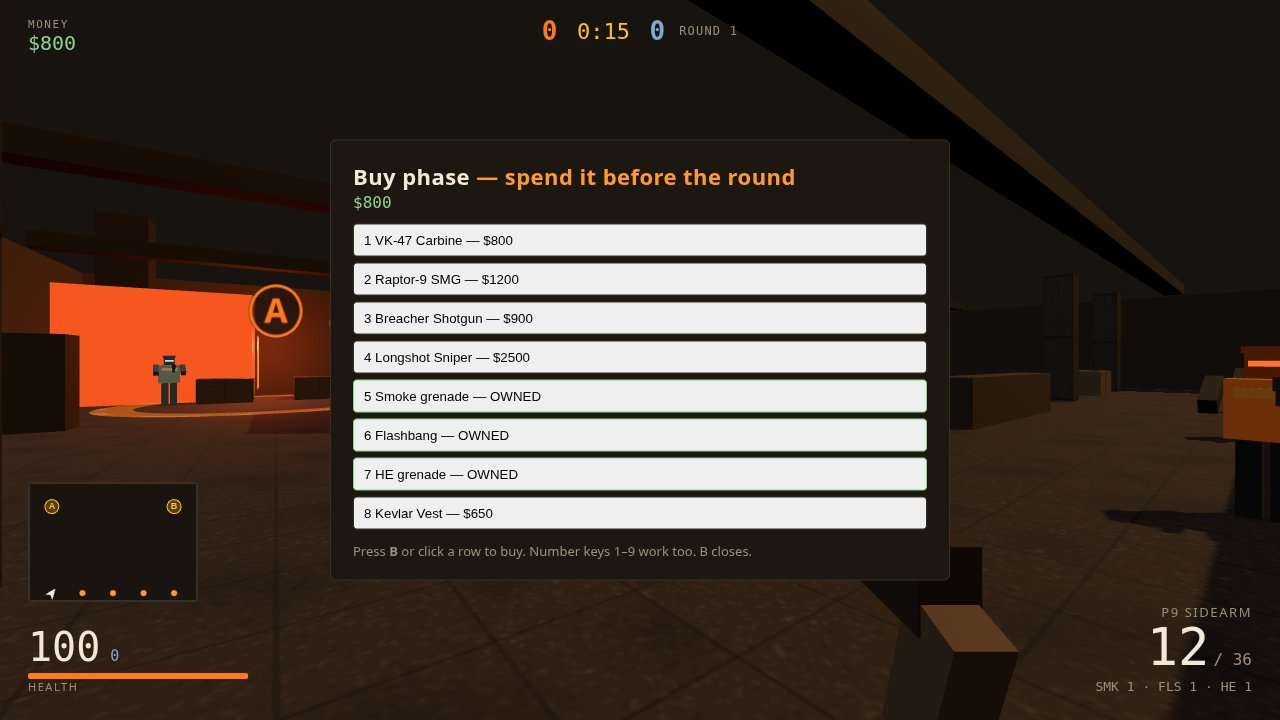 MONEY
$800
0 0:15 0 ROUND 1
Buy phase — spend it before the round
$800
1 VK-47 Carbine — $800
2 Raptor-9 SMG — $1200
3 Breacher Shotgun — $900
4 Longshot Sniper — $2500
5 Smoke grenade — OWNED
6 Flashbang — OWNED
7 HE grenade — OWNED
8 Kevlar Vest — $650
Press B or click a row to buy. Number keys 1–9 work too. B closes.
A
A B
100 0
HEALTH
P9 SIDEARM
12 / 36
SMK 1 · FLS 1 · HE 1